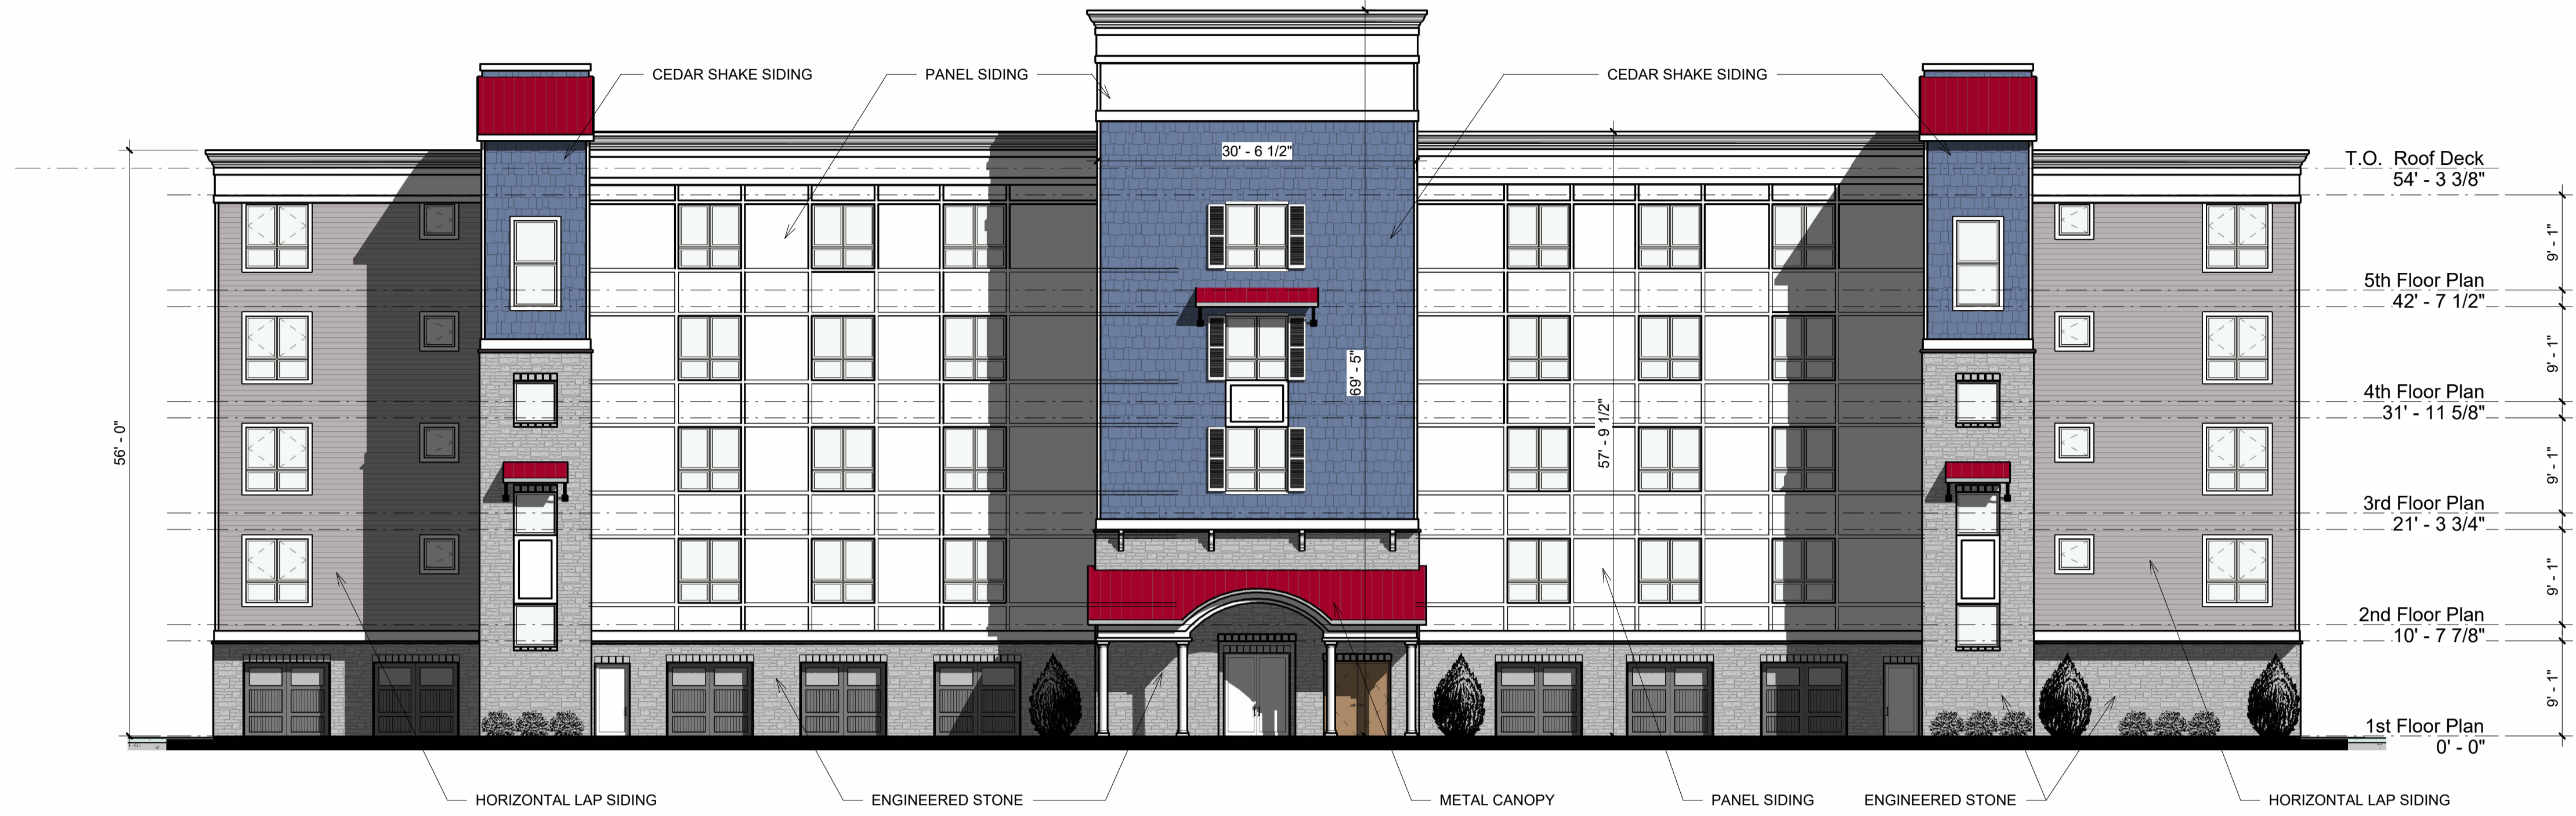 CEDAR SHAKE SIDING
PANEL SIDING
CEDAR SHAKE SIDING
30' - 6 1/2"
T.O. Roof Deck
54' - 3 3/8"
9' - 1"
5th Floor Plan
42' - 7 1/2"
9' - 1"
69' - 5"
4th Floor Plan
31' - 11 5/8"
56' - 0"
57' - 9 1/2"
9' - 1"
3rd Floor Plan
21' - 3 3/4"
9' - 1"
2nd Floor Plan
10' - 7 7/8"
9' - 1"
1st Floor Plan
0' - 0"
HORIZONTAL LAP SIDING
ENGINEERED STONE
METAL CANOPY
PANEL SIDING
ENGINEERED STONE
HORIZONTAL LAP SIDING